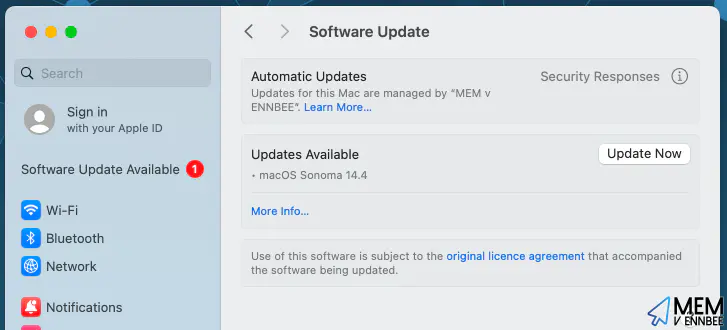 Software Update
Search
Sign in
with your Apple ID
Software Update Available 1
Wi-Fi
Bluetooth
Network
Notifications
Automatic Updates
Security Responses
Updates for this Mac are managed by “MEM v
ENNBEE”. Learn More...
Updates Available
Update Now
• macOS Sonoma 14.4
More Info...
Use of this software is subject to the original licence agreement that accompanied
the software being updated.
MEM
V ENNBEE